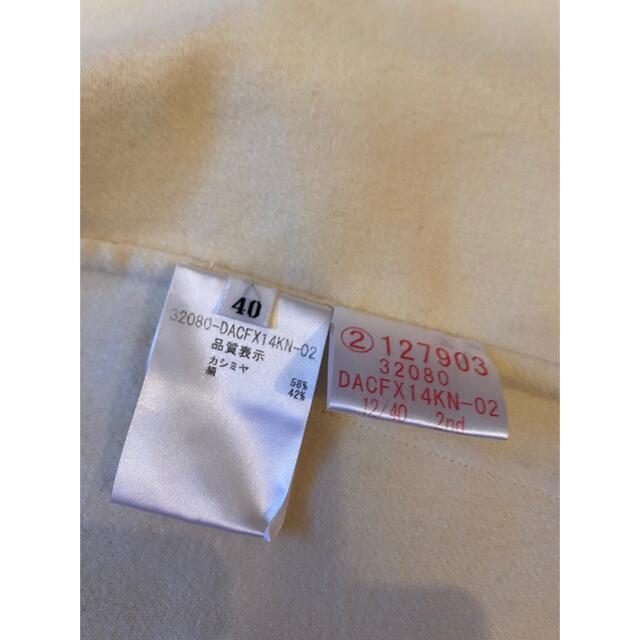 40
32080-DACFX14KN-02
品質表示
カシミヤ 58%
絹 42%
② 127903
32080
DACFX14KN-02
12/40 2nd